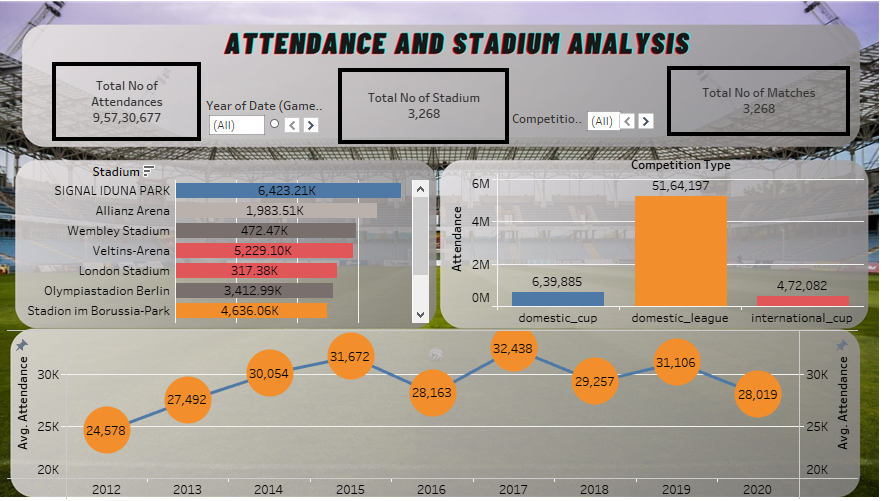 ATTENDANCE AND STADIUM ANALYSIS
Total No of
Attendances
9,57,30,677
Year of Date (Game..
(All)
Total No of Stadium
3,268
Competitio..
(All)
Total No of Matches
3,268
Stadium
SIGNAL IDUNA PARK 6,423.21K
Allianz Arena 1,983.51K
Wembley Stadium 472.47K
Veltins-Arena 5,229.10K
London Stadium 317.38K
Olympiastadion Berlin 3,412.99K
Stadion im Borussia-Park 4,636.06K
Competition Type
Attendance
6M
4M
2M
0M
6,39,885
51,64,197
4,72,082
domestic_cup domestic_league international_cup
Avg. Attendance
30K
25K
20K
24,578
27,492
30,054
31,672
28,163
32,438
29,257
31,106
28,019
30K
25K
20K
Avg. Attendance
2012 2013 2014 2015 2016 2017 2018 2019 2020